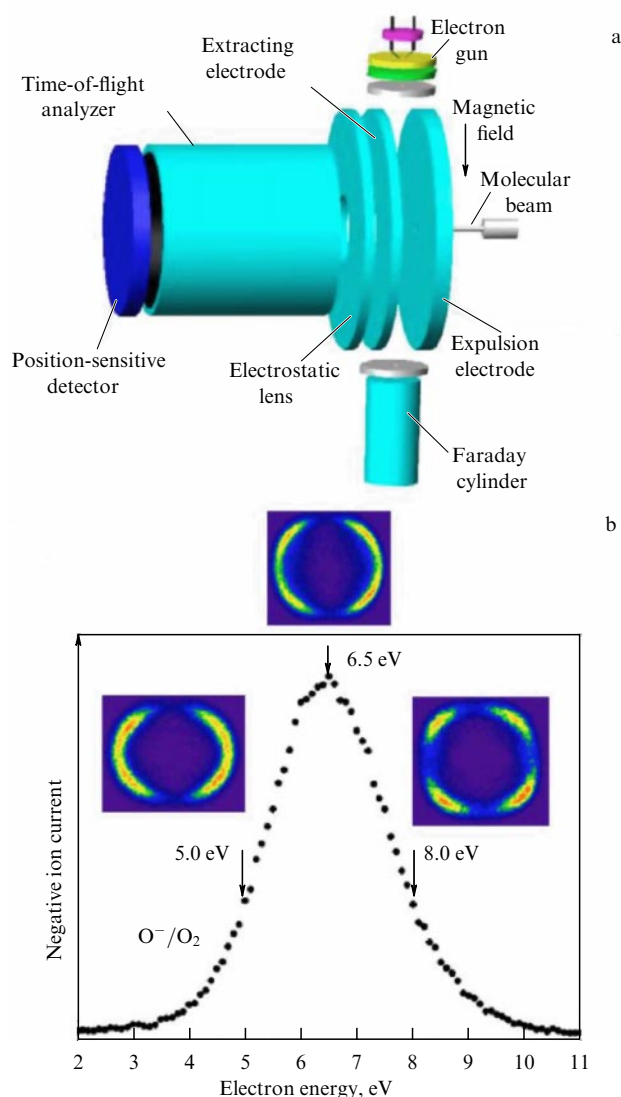 a
Electron
gun
Extracting
electrode
Time-of-flight
analyzer
Magnetic
field
Molecular
beam
Position-sensitive
detector
Electrostatic
lens
Expulsion
electrode
Faraday
cylinder
b
6.5 eV
5.0 eV
8.0 eV
O⁻/O₂
Negative ion current
2 3 4 5 6 7 8 9 10 11
Electron energy, eV